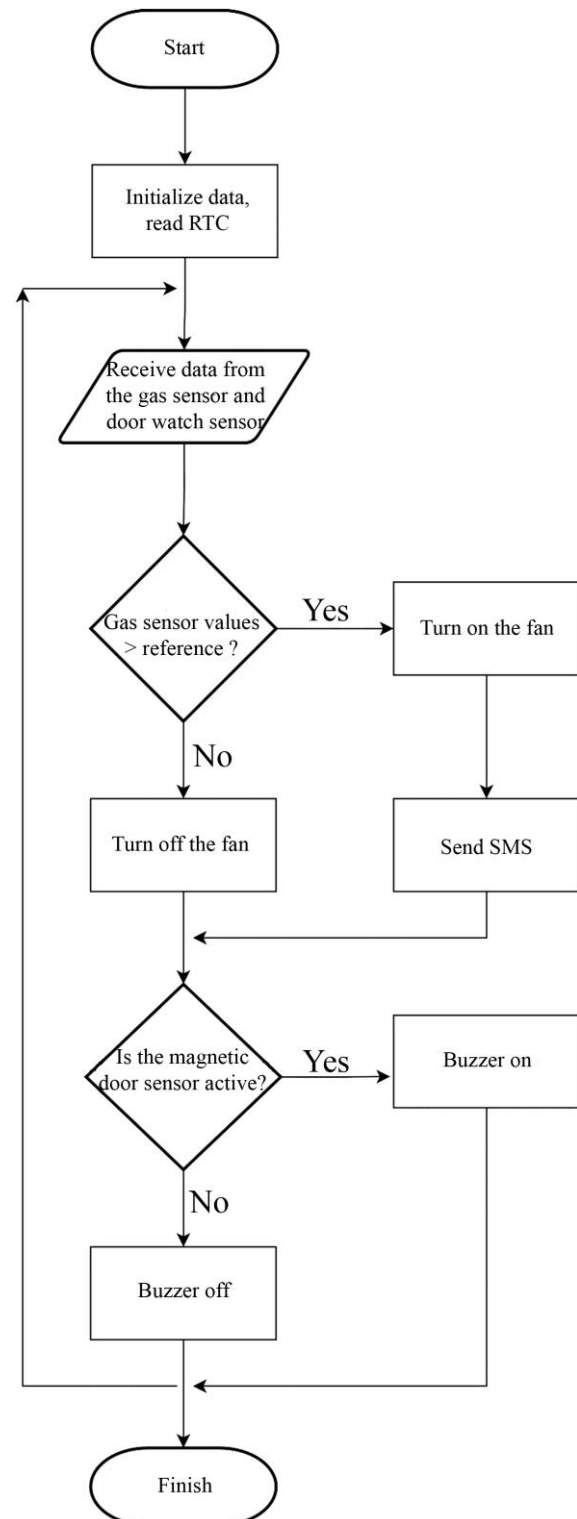 Start
Initialize data,
read RTC
Receive data from
the gas sensor and
door watch sensor
Gas sensor values
> reference ?
Yes
Turn on the fan
No
Turn off the fan
Send SMS
Is the magnetic
door sensor active?
Yes
Buzzer on
No
Buzzer off
Finish